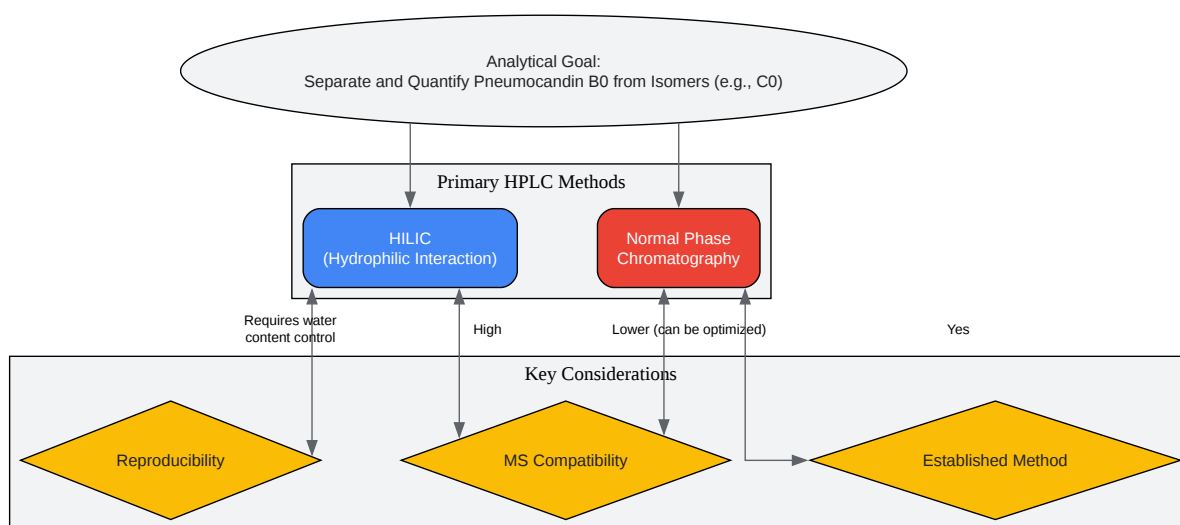 Analytical Goal:
Separate and Quantify Pneumocandin B0 from Isomers (e.g., C0)
Primary HPLC Methods
HILIC
(Hydrophilic Interaction)
Normal Phase
Chromatography
Requires water
content control
High
Lower (can be optimized)
Yes
Key Considerations
Reproducibility
MS Compatibility
Established Method